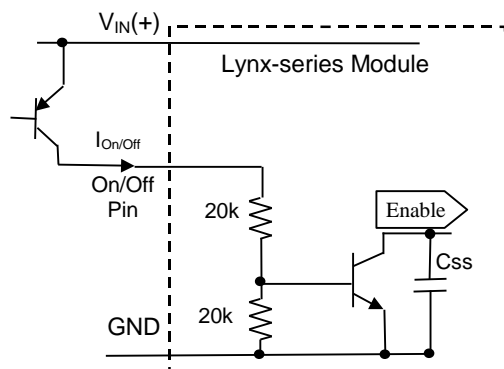 V_IN(+)
Lynx-series Module
I_On/Off
On/Off
Pin
20k
Enable
Css
20k
GND